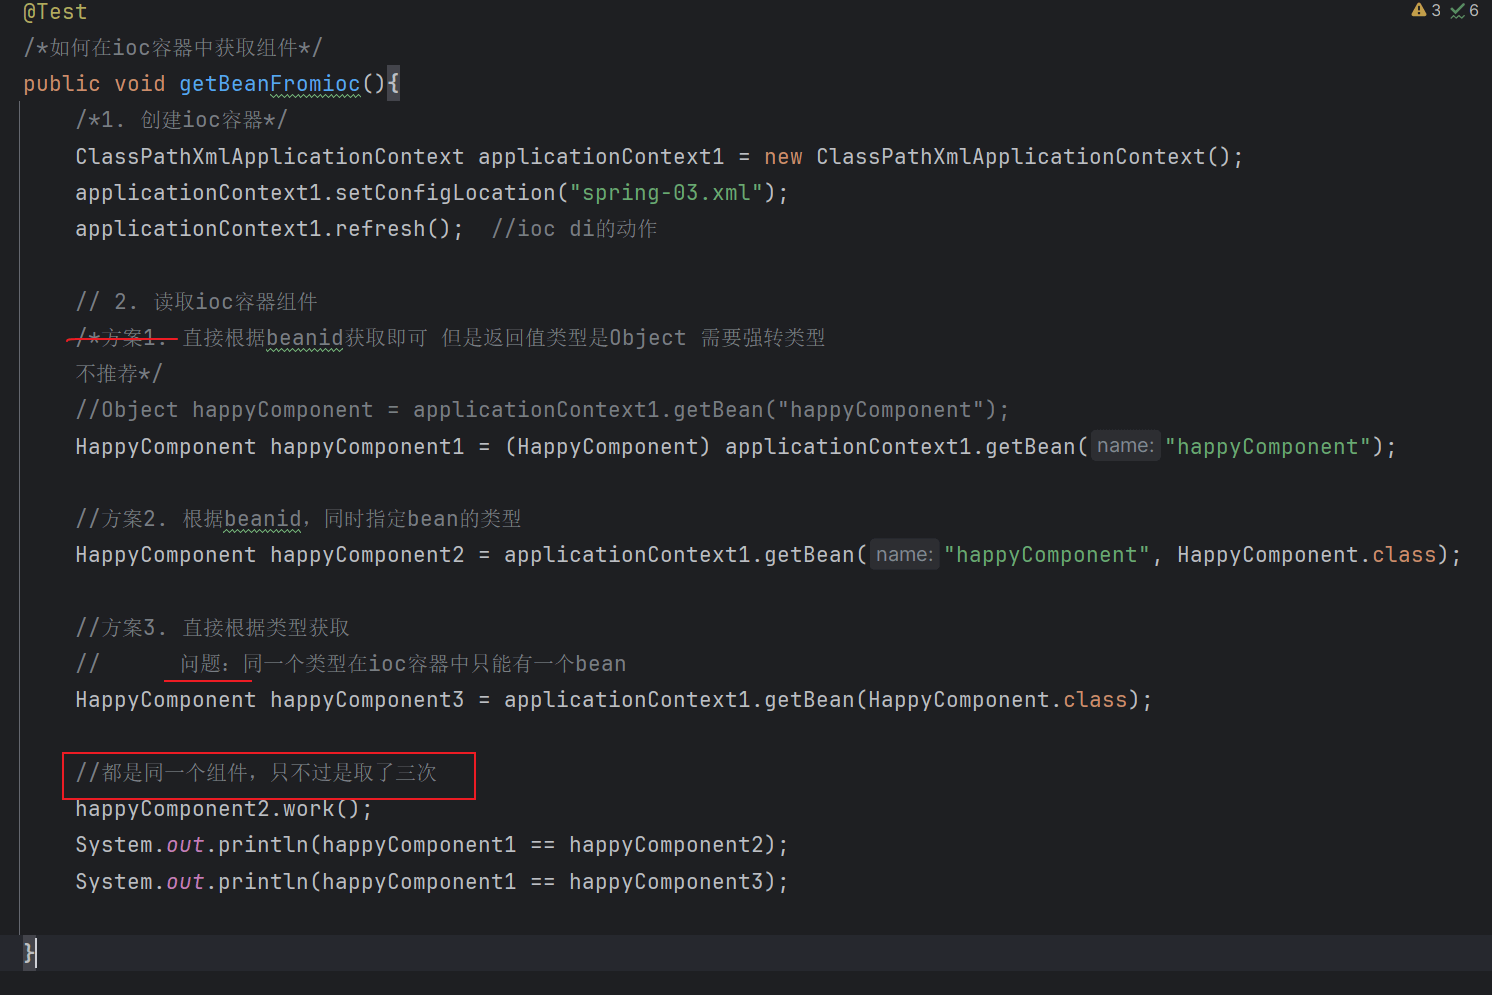 @Test
3 6
/*如何在ioc容器中获取组件*/
public void getBeanFromioc(){
/*1. 创建ioc容器*/
ClassPathXmlApplicationContext applicationContext1 = new ClassPathXmlApplicationContext();
applicationContext1.setConfigLocation("spring-03.xml");
applicationContext1.refresh();  //ioc di的动作
// 2. 读取ioc容器组件
/*方案1. 直接根据beanid获取即可 但是返回值类型是Object 需要强转类型
不推荐*/
//Object happyComponent = applicationContext1.getBean("happyComponent");
HappyComponent happyComponent1 = (HappyComponent) applicationContext1.getBean( name: "happyComponent");
//方案2. 根据beanid，同时指定bean的类型
HappyComponent happyComponent2 = applicationContext1.getBean( name: "happyComponent", HappyComponent.class);
//方案3. 直接根据类型获取
//      问题：同一个类型在ioc容器中只能有一个bean
HappyComponent happyComponent3 = applicationContext1.getBean(HappyComponent.class);
//都是同一个组件，只不过是取了三次
happyComponent2.work();
System.out.println(happyComponent1 == happyComponent2);
System.out.println(happyComponent1 == happyComponent3);
}